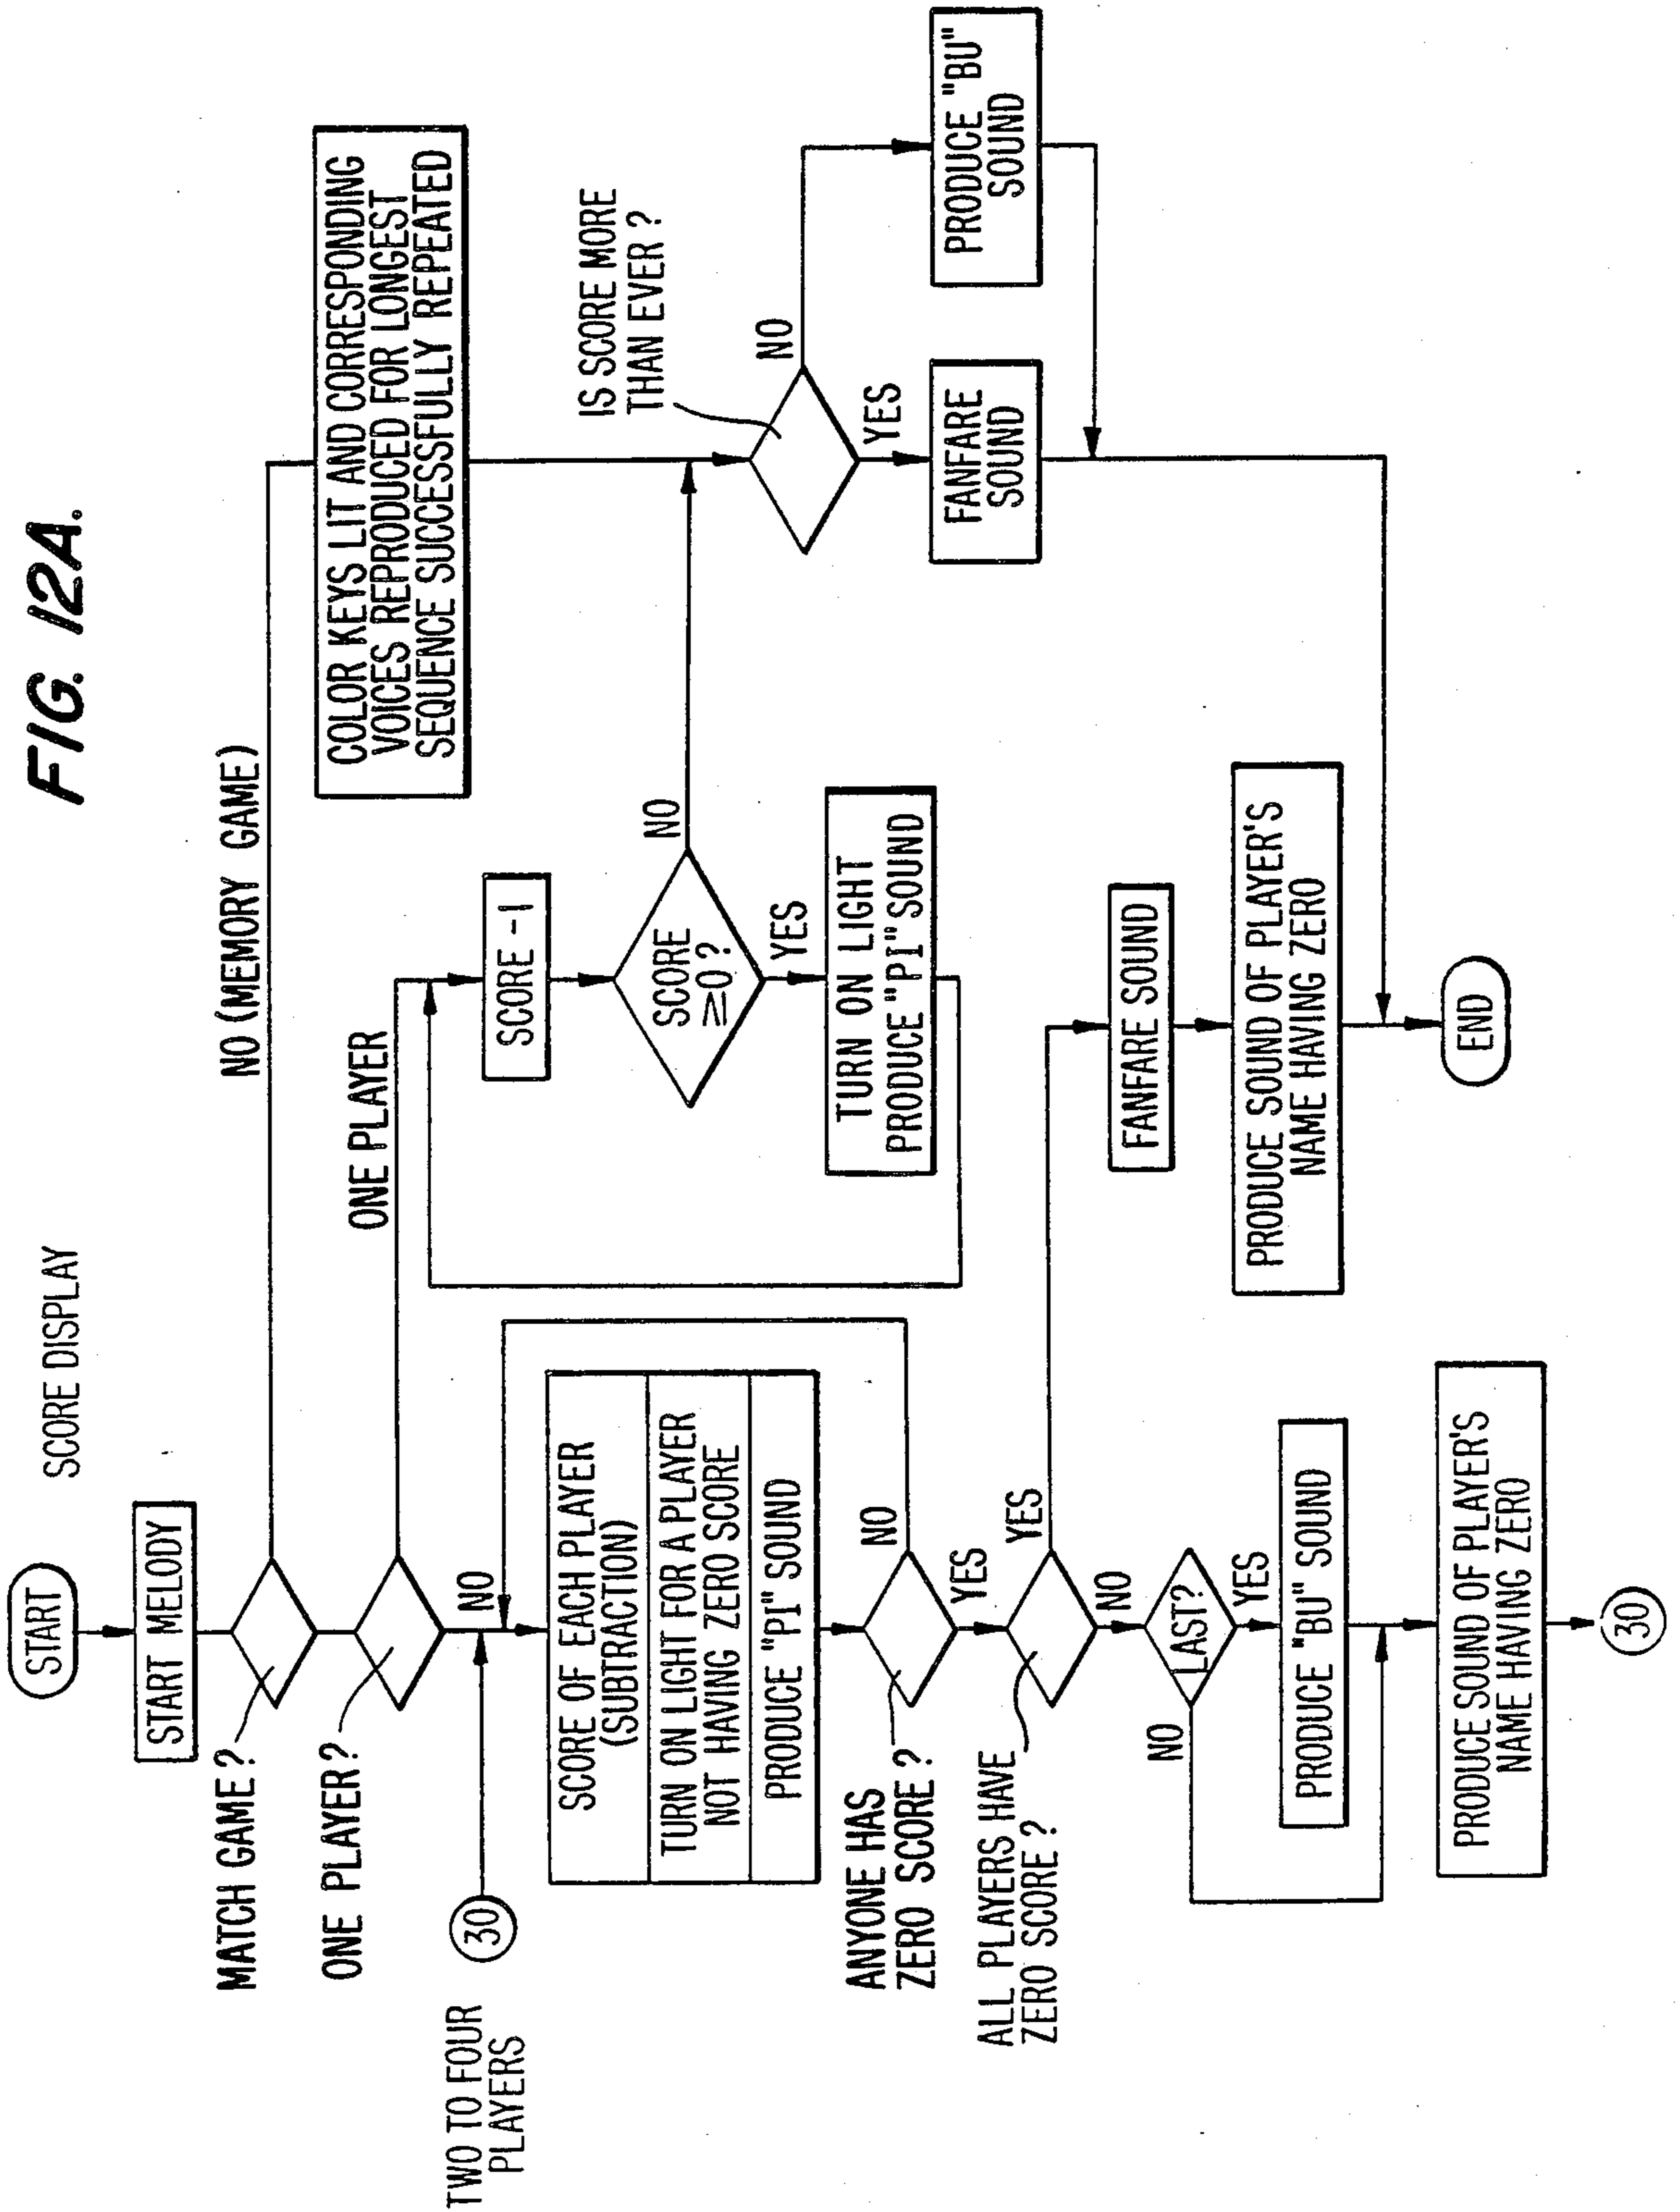 FIG. 12A.
SCORE DISPLAY
START
START MELODY
MATCH GAME?
NO (MEMORY GAME)
COLOR KEYS LIT AND CORRESPONDING
VOICES REPRODUCED FOR LONGEST
SEQUENCE SUCCESSFULLY REPEATED
ONE PLAYER?
ONE PLAYER
NO
TWO TO FOUR
PLAYERS
30
SCORE -1
SCORE
≥0?
NO
YES
TURN ON LIGHT
PRODUCE "PI" SOUND
IS SCORE MORE
THAN EVER ?
NO
YES
FANFARE
SOUND
PRODUCE "BU"
SOUND
SCORE OF EACH PLAYER
(SUBTRACTION)
TURN ON LIGHT FOR A PLAYER
NOT HAVING ZERO SCORE
PRODUCE "PI" SOUND
ANYONE HAS
ZERO SCORE ?
NO
YES
ALL PLAYERS HAVE
ZERO SCORE ?
YES
NO
FANFARE SOUND
PRODUCE SOUND OF PLAYER'S
NAME HAVING ZERO
END
LAST?
NO
YES
PRODUCE "BU" SOUND
PRODUCE SOUND OF PLAYER'S
NAME HAVING ZERO
30